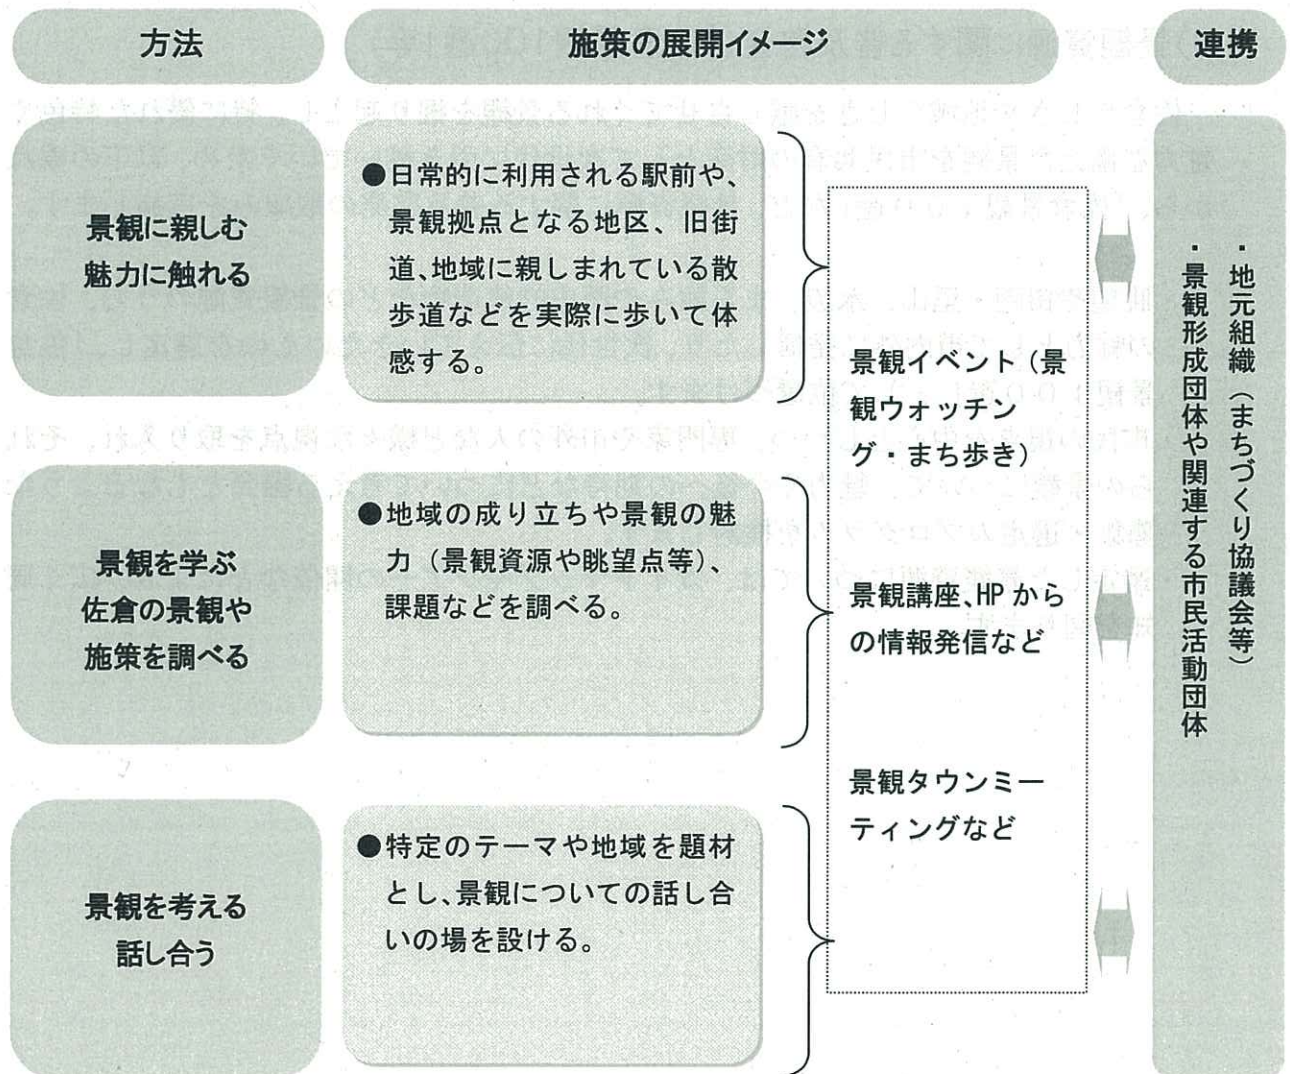 方法
施策の展開イメージ
連携
景観に親しむ
魅力に触れる
●日常的に利用される駅前や、
景観拠点となる地区、旧街
道、地域に親しまれている散
歩道などを実際に歩いて体
感する。
景観を学ぶ
佐倉の景観や
施策を調べる
●地域の成り立ちや景観の魅
力（景観資源や眺望点等）、
課題などを調べる。
景観を考える
話し合う
●特定のテーマや地域を題材
とし、景観についての話し合
いの場を設ける。
景観イベント（景
観ウォッチン
グ・まち歩き）
景観講座、HP から
の情報発信など
景観タウンミー
ティングなど
・地元組織（まちづくり協議会等）
・景観形成団体や関連する市民活動団体